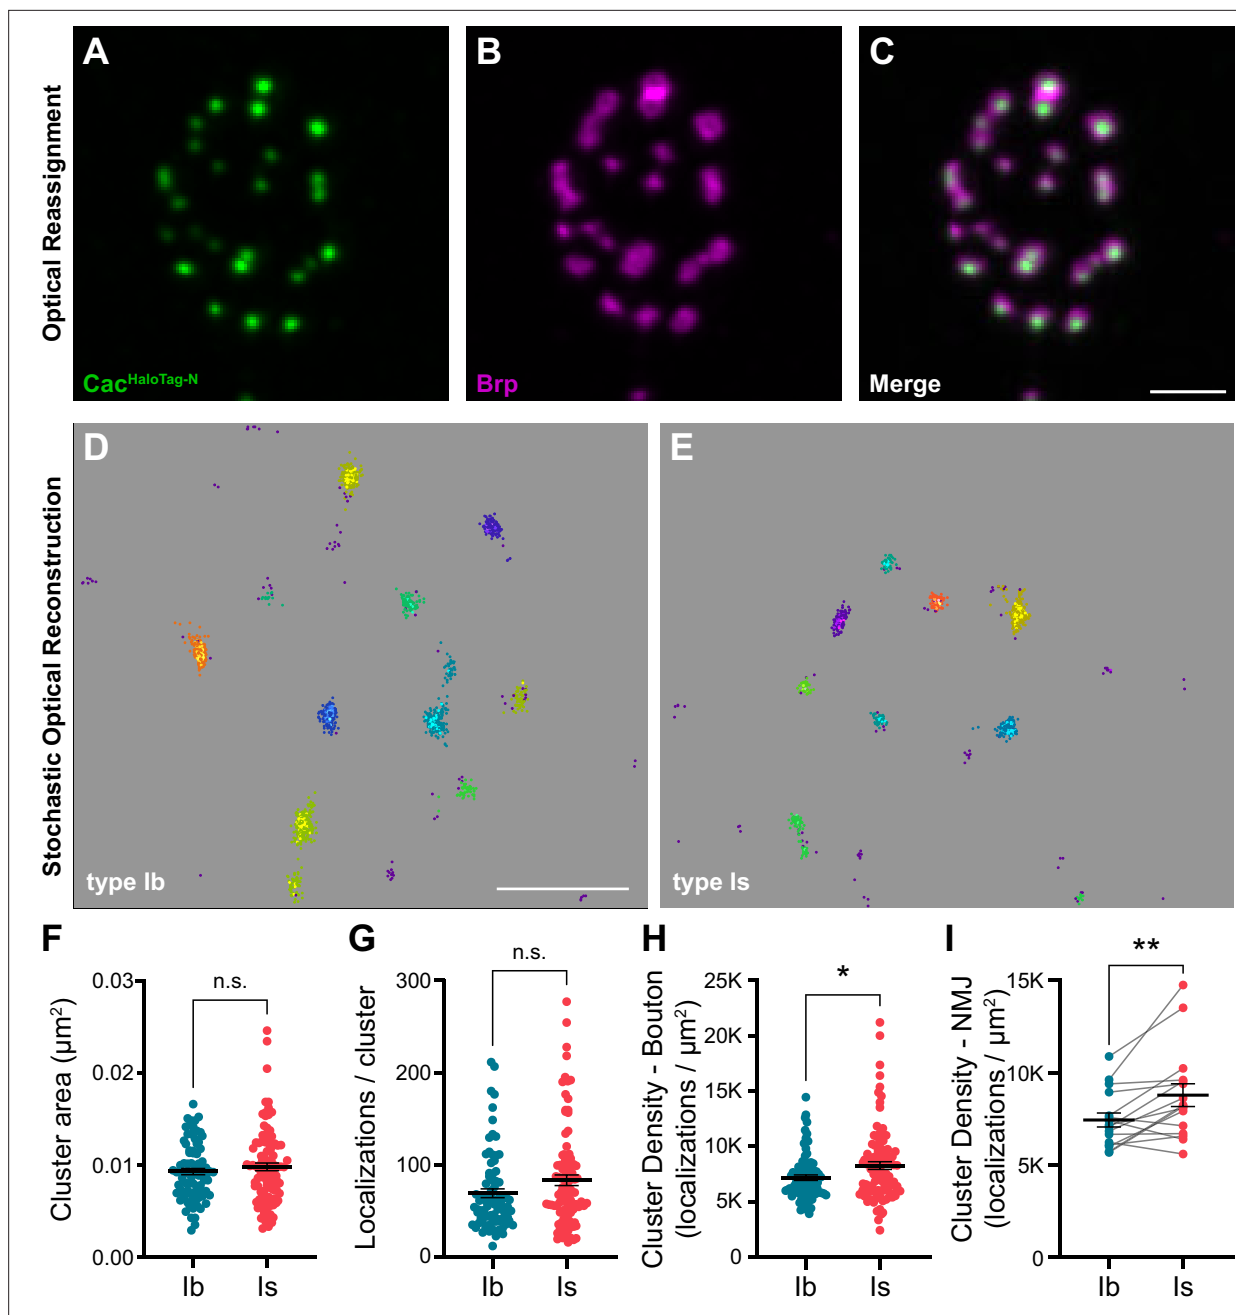 A
B
C
Optical Reassignment
Cac^HaloTag-N
Brp
Merge
D
E
Stochastic Optical Reconstruction
type Ib
type Is
F
G
H
I
n.s.
n.s.
*
**
Cluster area (µm²)
0.03
0.02
0.01
0.00
Ib
Is
Localizations / cluster
300
200
100
0
Ib
Is
Cluster Density - Bouton
(localizations / µm²)
25K
20K
15K
10K
5K
0
Ib
Is
Cluster Density - NMJ
(localizations / µm²)
15K
10K
5K
0
Ib
Is